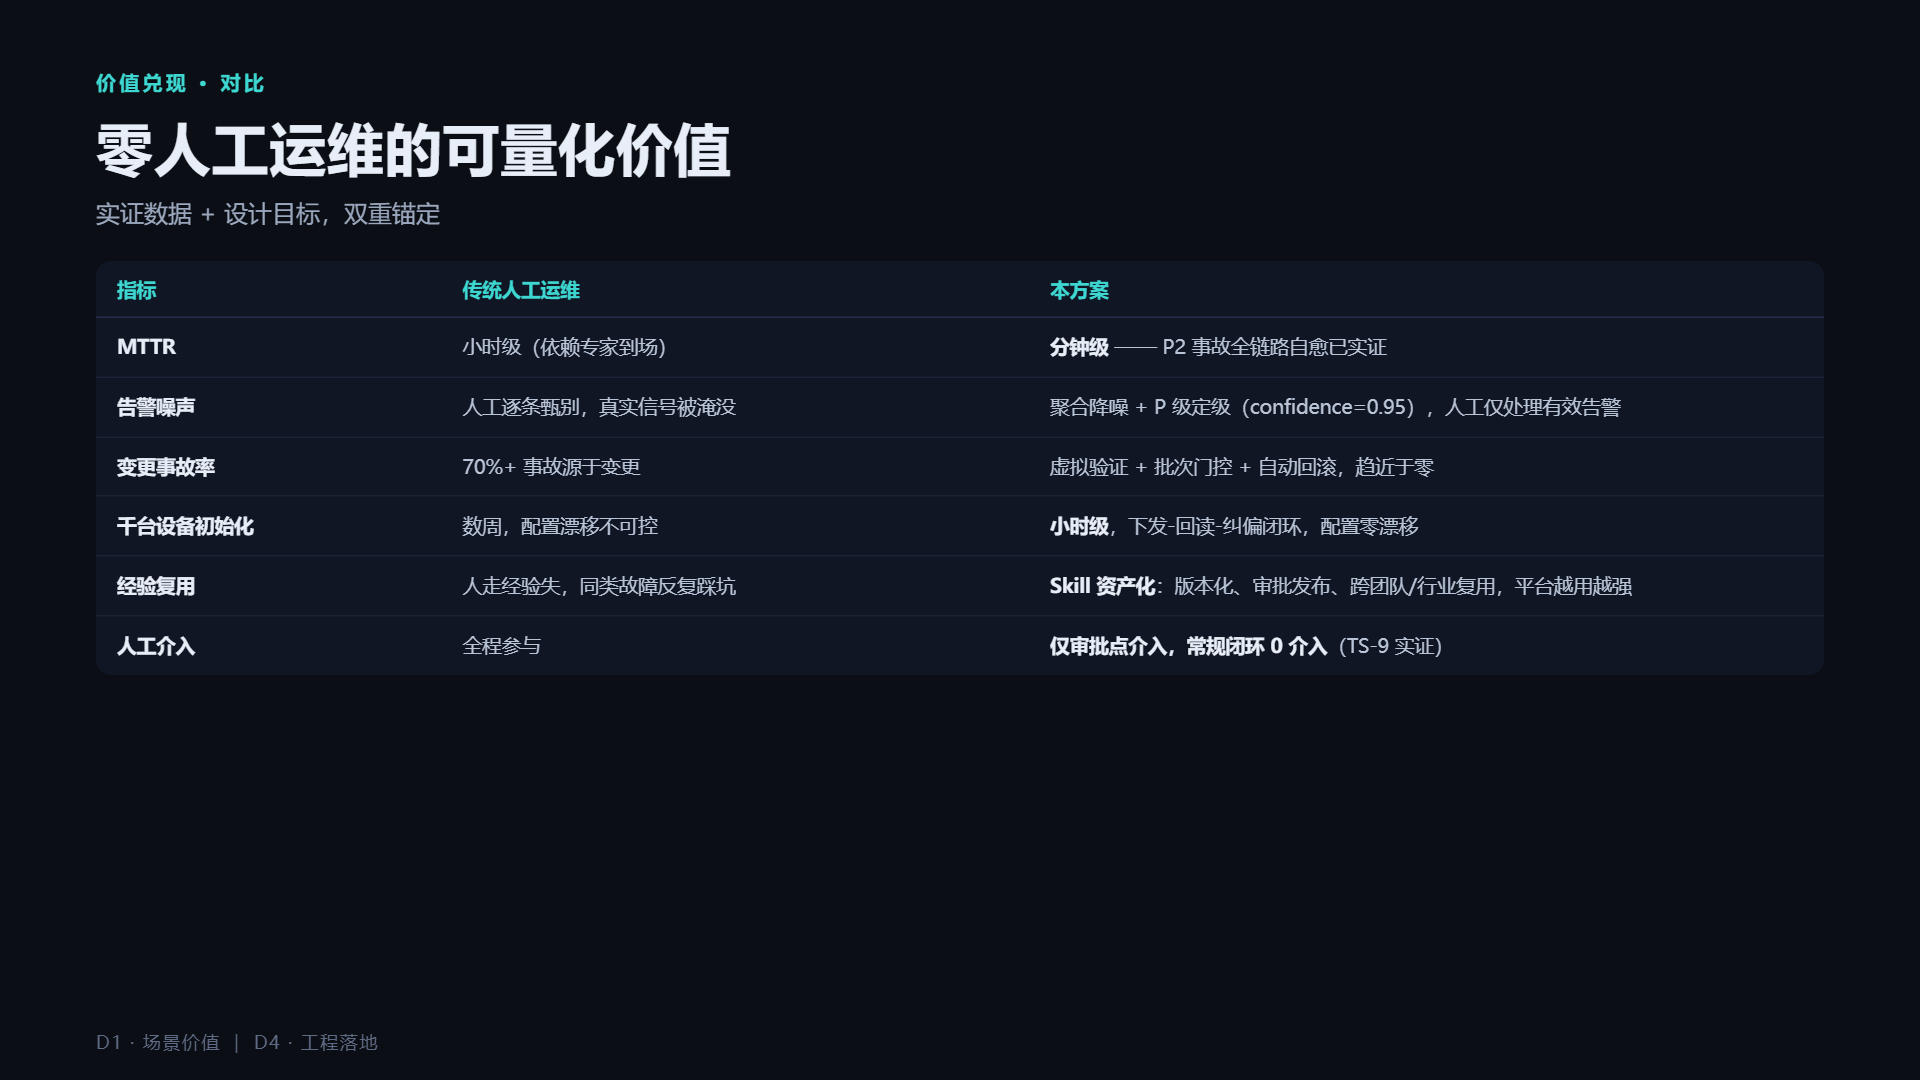 价值兑现 · 对比
零人工运维的可量化价值
实证数据 + 设计目标，双重锚定
指标 传统人工运维 本方案
MTTR 小时级（依赖专家到场） 分钟级 —— P2 事故全链路自愈已实证
告警噪声 人工逐条甄别，真实信号被淹没 聚合降噪 + P 级定级（confidence=0.95），人工仅处理有效告警
变更事故率 70%+ 事故源于变更 虚拟验证 + 批次门控 + 自动回滚，趋近于零
千台设备初始化 数周，配置漂移不可控 小时级，下发-回读-纠偏闭环，配置零漂移
经验复用 人走经验失，同类故障反复踩坑 Skill 资产化：版本化、审批发布、跨团队/行业复用，平台越用越强
人工介入 全程参与 仅审批点介入，常规闭环 0 介入（TS-9 实证）
D1 · 场景价值 | D4 · 工程落地